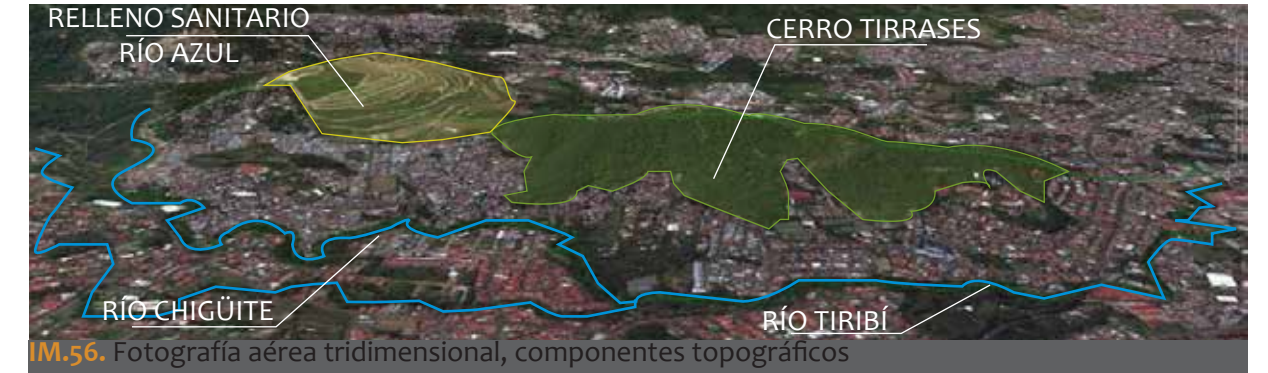 RELLENO SANITARIO
RÍO AZUL
CERRO TIRRASES
RÍO CHIGÜITE
RÍO TIRIBÍ
IM.56. Fotografía aérea tridimensional, componentes topográficos